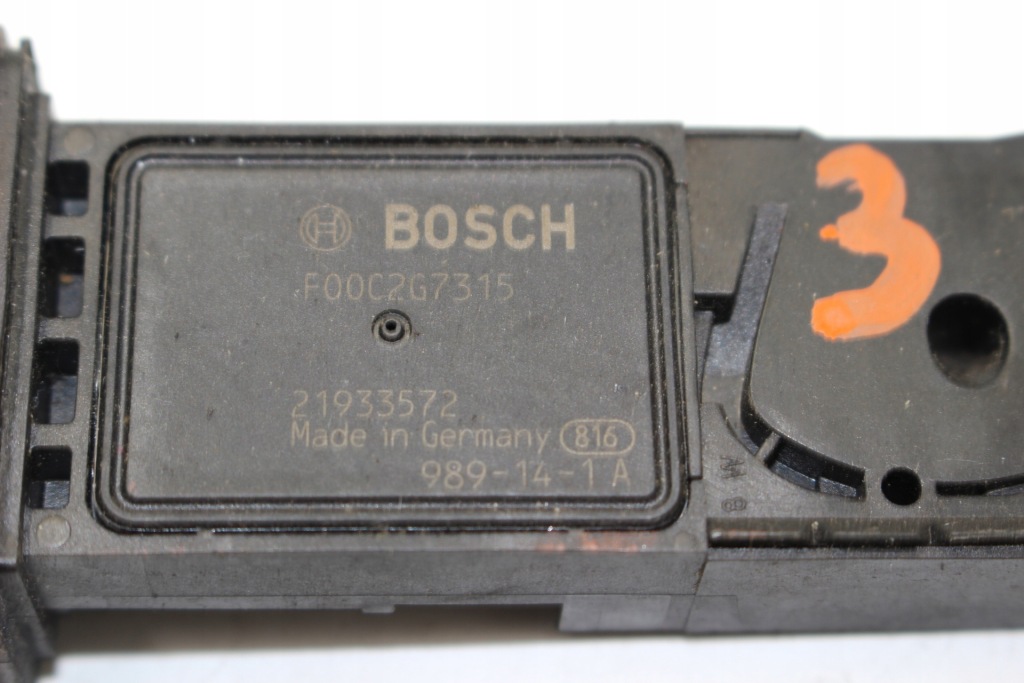 BOSCH
F00C2G7315
21933572
Made in Germany 816
989-14-1 A
3